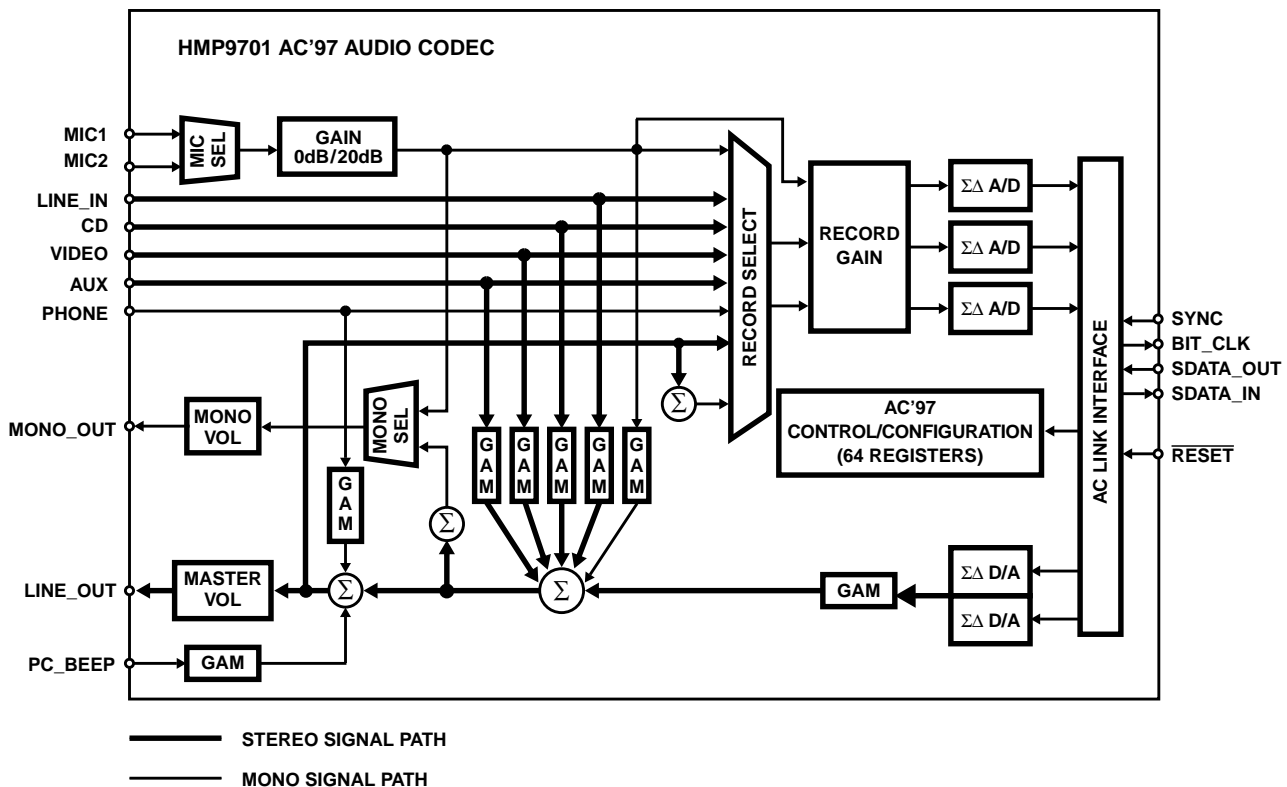 HMP9701 AC'97 AUDIO CODEC
MIC1
MIC2
LINE_IN
CD
VIDEO
AUX
PHONE
MONO_OUT
LINE_OUT
PC_BEEP
MIC SEL
GAIN
0dB/20dB
RECORD SELECT
RECORD
GAIN
ΣΔ A/D
ΣΔ A/D
ΣΔ A/D
AC LINK INTERFACE
SYNC
BIT_CLK
SDATA_OUT
SDATA_IN
RESET
MONO
VOL
MONO SEL
Σ
AC'97
CONTROL/CONFIGURATION
(64 REGISTERS)
GAM
GAM
GAM
GAM
GAM
GAM
Σ
MASTER
VOL
Σ
Σ
GAM
ΣΔ D/A
ΣΔ D/A
GAM
STEREO SIGNAL PATH
MONO SIGNAL PATH